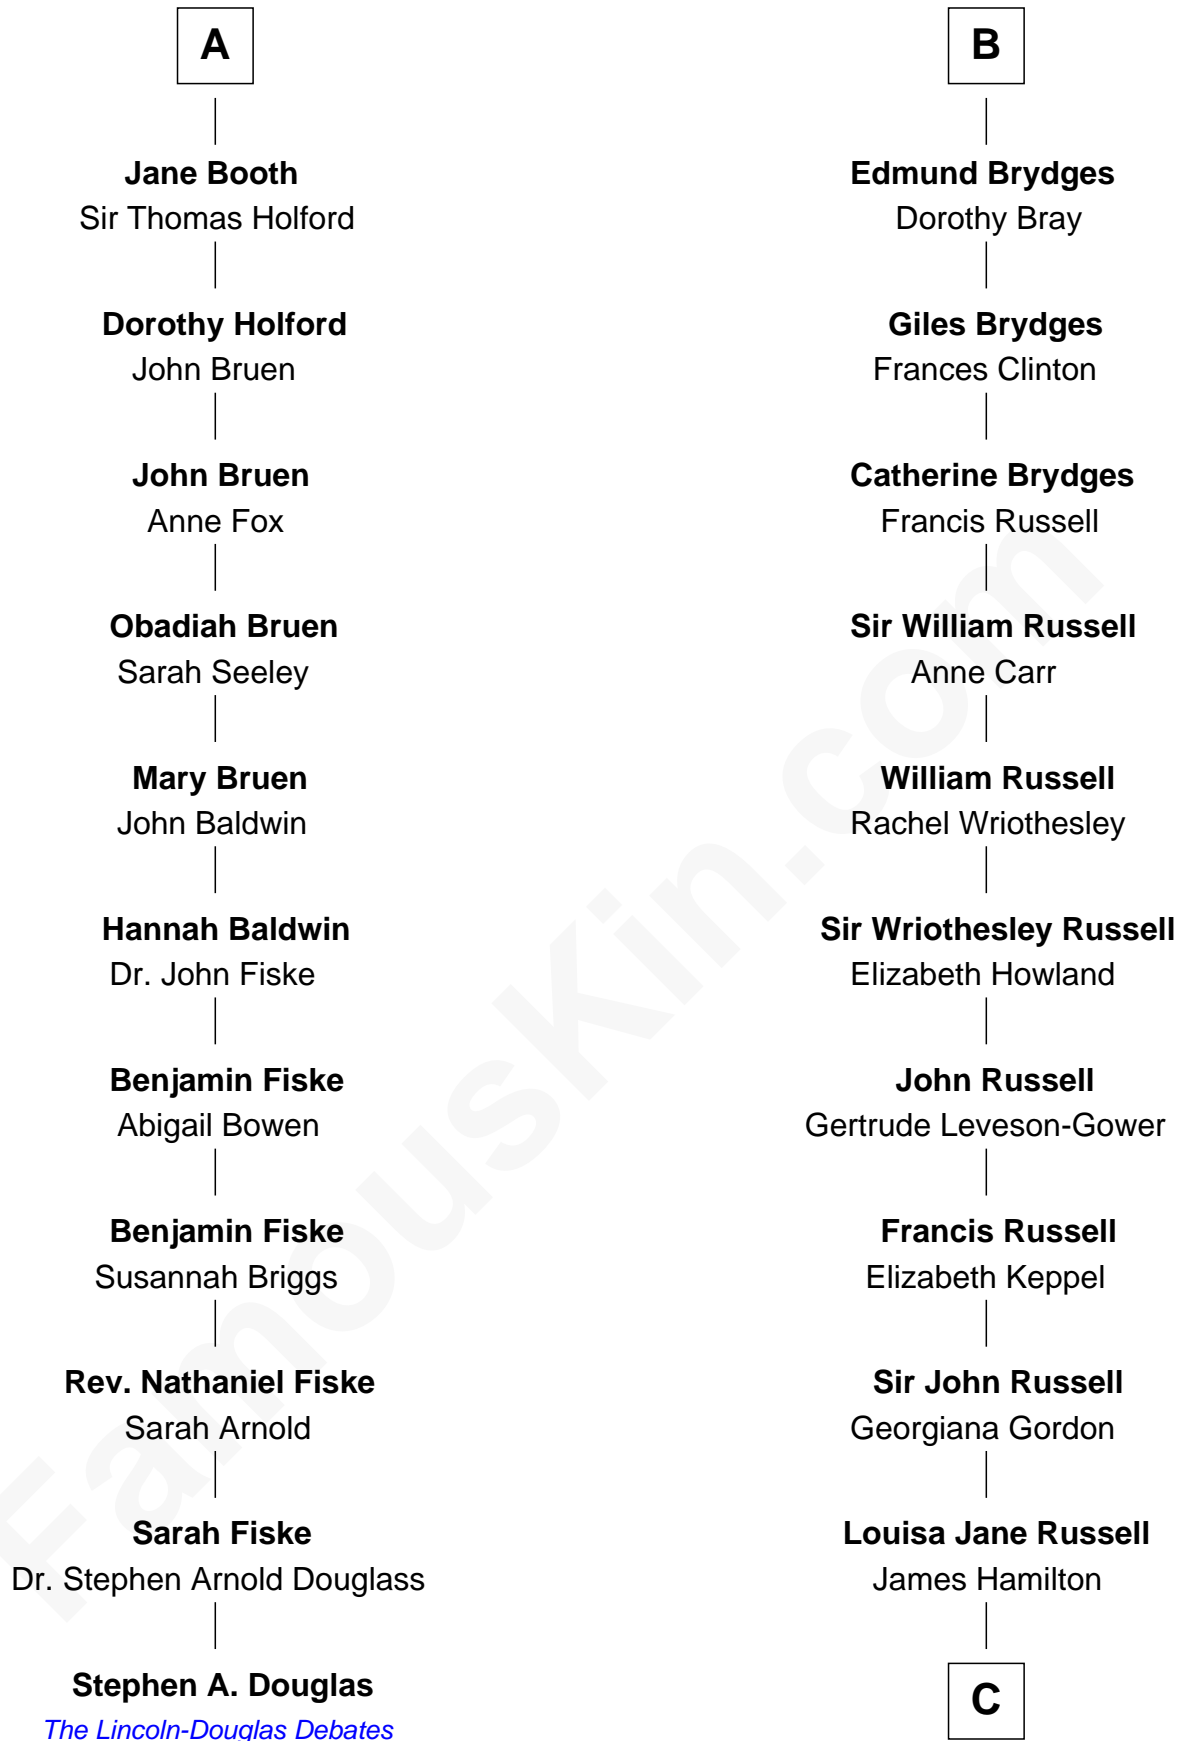 A
Jane Booth
Sir Thomas Holford
Dorothy Holford
John Bruen
John Bruen
Anne Fox
Obadiah Bruen
Sarah Seeley
Mary Bruen
John Baldwin
Hannah Baldwin
Dr. John Fiske
Benjamin Fiske
Abigail Bowen
Benjamin Fiske
Susannah Briggs
Rev. Nathaniel Fiske
Sarah Arnold
Sarah Fiske
Dr. Stephen Arnold Douglass
Stephen A. Douglas
The Lincoln-Douglas Debates
B
Edmund Brydges
Dorothy Bray
Giles Brydges
Frances Clinton
Catherine Brydges
Francis Russell
Sir William Russell
Anne Carr
William Russell
Rachel Wriothesley
Sir Wriothesley Russell
Elizabeth Howland
John Russell
Gertrude Leveson-Gower
Francis Russell
Elizabeth Keppel
Sir John Russell
Georgiana Gordon
Louisa Jane Russell
James Hamilton
C
FamousKin.com